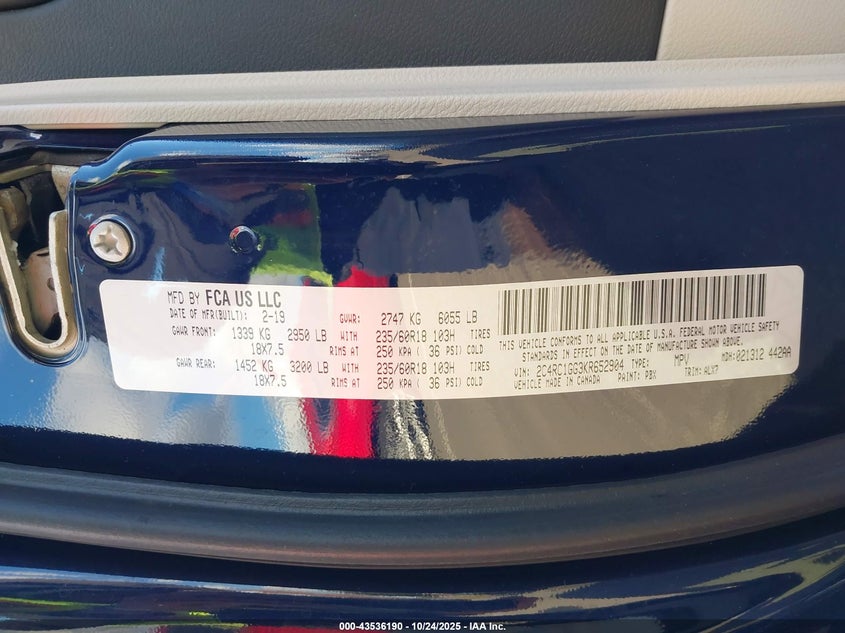 MFD BY FCA US LLC
DATE OF MFR(BUILT): 2-19 GVWR: 2747 KG 6055 LB
GAWR FRONT: 1339 KG 2950 LB WITH 235/60R18 103H TIRES
18X7.5 RIMS AT 250 KPA ( 36 PSI) COLD
GAWR REAR: 1452 KG 3200 LB WITH 235/60R18 103H TIRES
18X7.5 RIMS AT 250 KPA ( 36 PSI) COLD
THIS VEHICLE CONFORMS TO ALL APPLICABLE U.S.A. FEDERAL MOTOR VEHICLE SAFETY
STANDARDS IN EFFECT ON THE DATE OF MANUFACTURE SHOWN ABOVE.
VIN: 2C4RC1GG3KR652904 TYPE: MPV MDH: 021312 442AA
VEHICLE MADE IN CANADA PAINT: PBX TRIM: ALX7
000-43536190 - 10/24/2025 - IAA Inc.